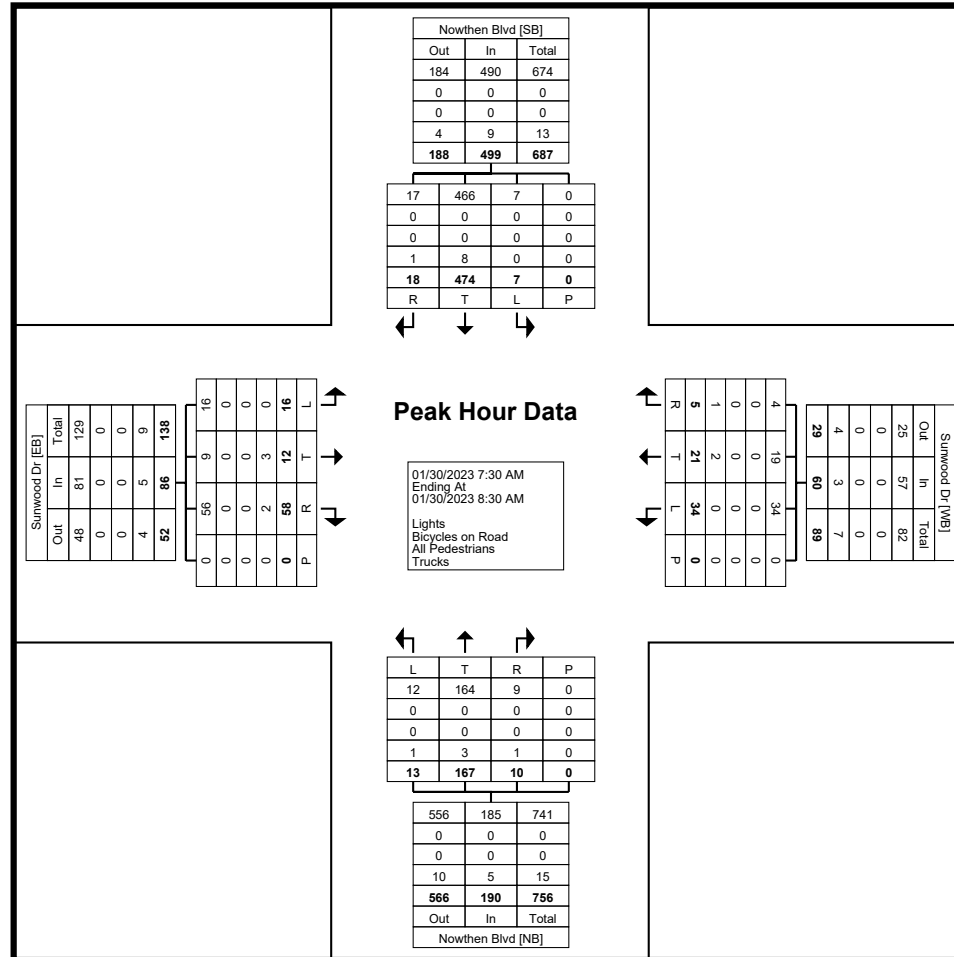 Nowthen Blvd [SB]
Out In Total
184 490 674
0 0 0
0 0 0
4 9 13
188 499 687
17 466 7 0
0 0 0 0
0 0 0 0
1 8 0 0
18 474 7 0
R T L P
Sunwood Dr [EB]
Total In Out
129 81 48
0 0 0
0 0 0
9 5 4
138 86 52
16 9 56 0
0 0 0 0
0 0 0 0
0 3 2 0
16 12 58 0
L T R P
Peak Hour Data
01/30/2023 7:30 AM
Ending At
01/30/2023 8:30 AM
Lights
Bicycles on Road
All Pedestrians
Trucks
Sunwood Dr [WB]
Out In Total
25 57 82
0 0 0
0 0 0
4 3 7
29 60 89
4 19 34 0
0 0 0 0
0 0 0 0
1 2 0 0
5 21 34 0
R T L P
L T R P
12 164 9 0
0 0 0 0
0 0 0 0
1 3 1 0
13 167 10 0
556 185 741
0 0 0
0 0 0
10 5 15
566 190 756
Out In Total
Nowthen Blvd [NB]